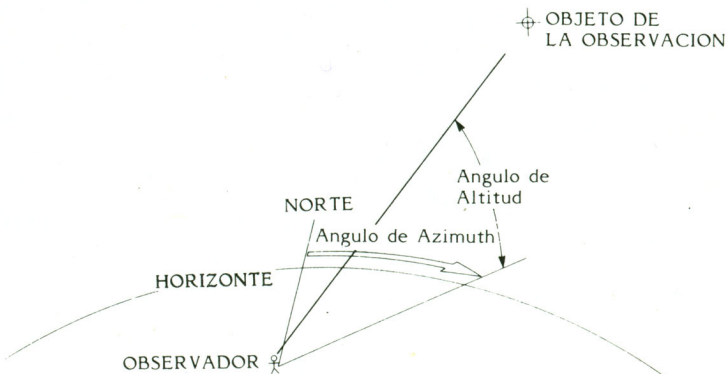 OBJETO DE
LA OBSERVACION
Angulo de
Altitud
NORTE
Angulo de Azimuth
HORIZONTE
OBSERVADOR